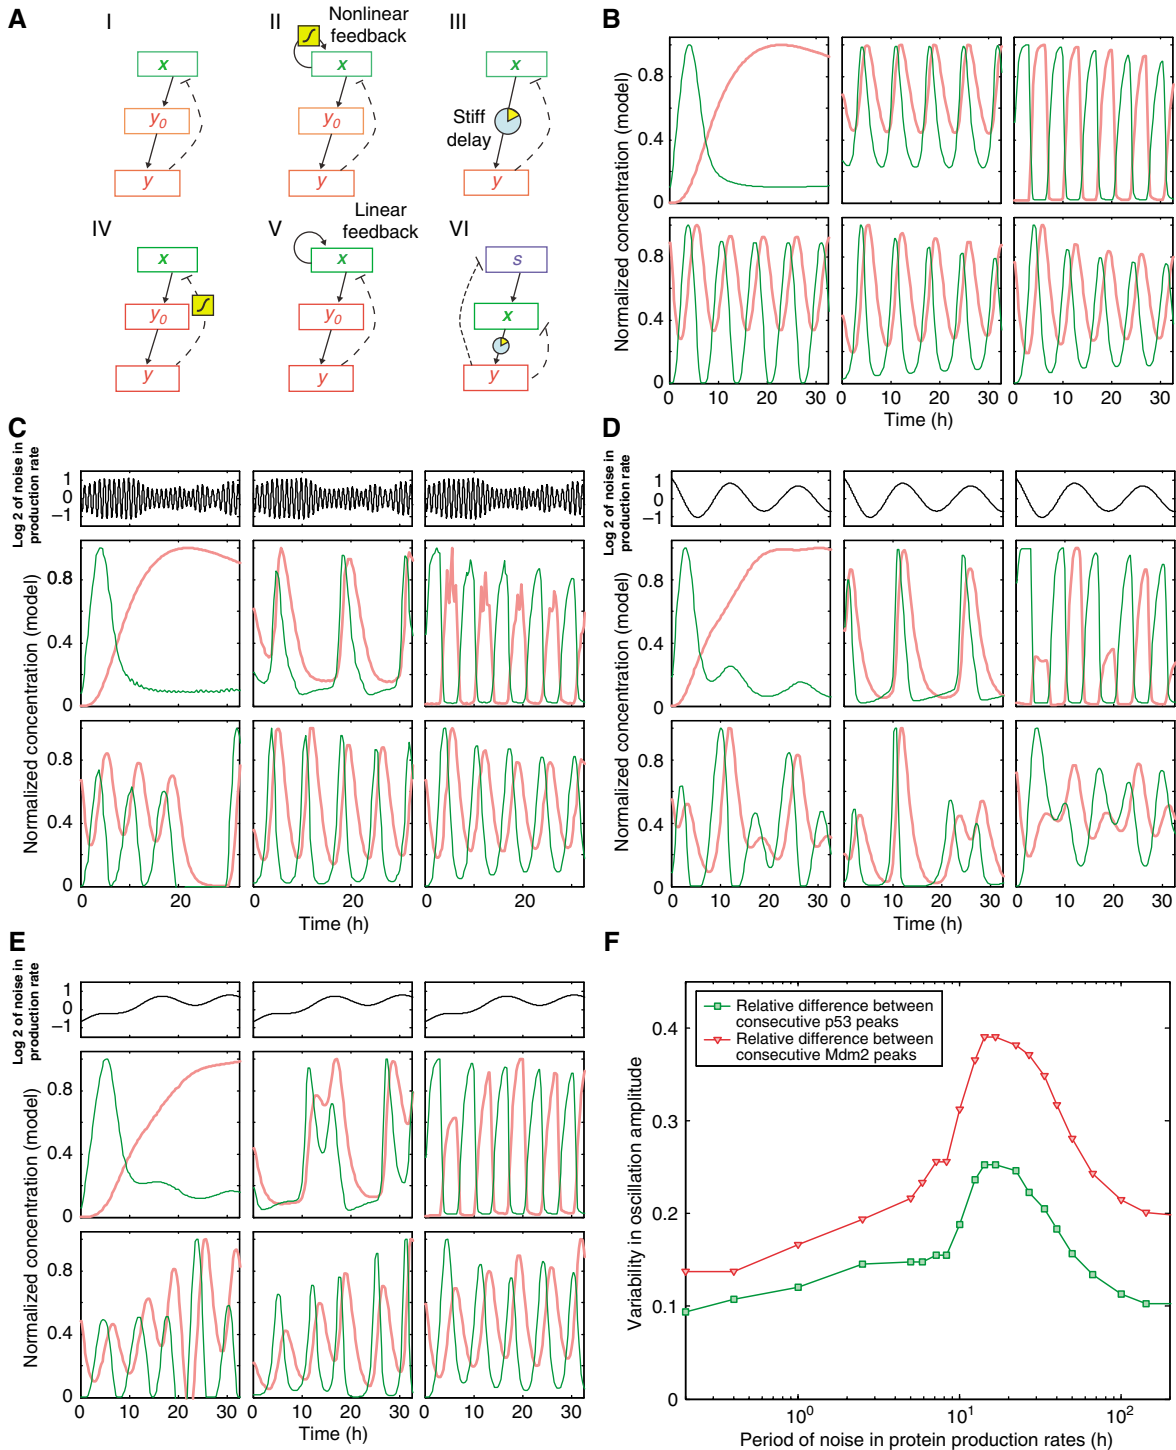 A
I
II
Nonlinear
feedback
III
x
x
x
y0
y0
Stiff
delay
y
y
y
IV
V
Linear
feedback
VI
x
x
s
y0
y0
x
y
y
y
B
Normalized concentration (model)
0.8
0.4
0
0.8
0.4
0
0 10 20 30
0 10 20 30
0 10 20 30
Time (h)
C
Log 2 of noise in
production rate
1
0
−1
Normalized concentration (model)
0.8
0.4
0
0.8
0.4
0
0 20
0 20
0 20
Time (h)
D
Log 2 of noise in
production rate
1
0
−1
Normalized concentration (model)
0.8
0.4
0
0.8
0.4
0
0 10 20 30
0 10 20 30
0 10 20 30
Time (h)
E
Log 2 of noise in
production rate
1
0
−1
Normalized concentration (model)
0.8
0.4
0
0.8
0.4
0
0 10 20 30
0 10 20 30
0 10 20 30
Time (h)
F
Relative difference between
consecutive p53 peaks
Relative difference between
consecutive Mdm2 peaks
Variability in oscillation amplitude
0.4
0.3
0.2
0.1
0
10^0 10^1 10^2
Period of noise in protein production rates (h)